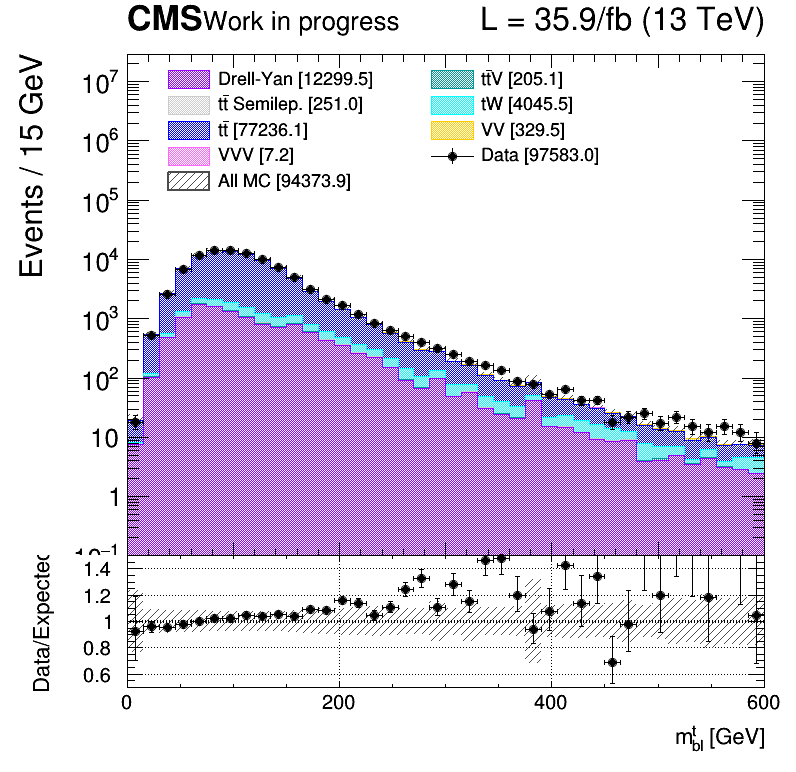 CMS Work in progress L = 35.9/fb (13 TeV)
Events / 15 GeV
10⁷
10⁶
10⁵
10⁴
10³
10²
10
1
10⁻¹
Drell-Yan [12299.5]
tt̄ Semilep. [251.0]
tt̄ [77236.1]
VVV [7.2]
All MC [94373.9]
tt̄V [205.1]
tW [4045.5]
VV [329.5]
Data [97583.0]
Data/Expected
1.4
1.2
1
0.8
0.6
0 200 400 600
mᵗbl [GeV]